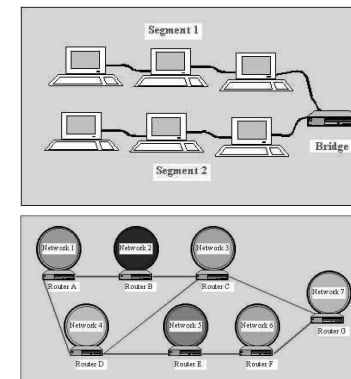 Segment 1
Bridge
Segment 2
Network 1
Network 2
Network 3
Router A
Router B
Router C
Network 7
Router G
Network 4
Network 5
Network 6
Router D
Router E
Router F